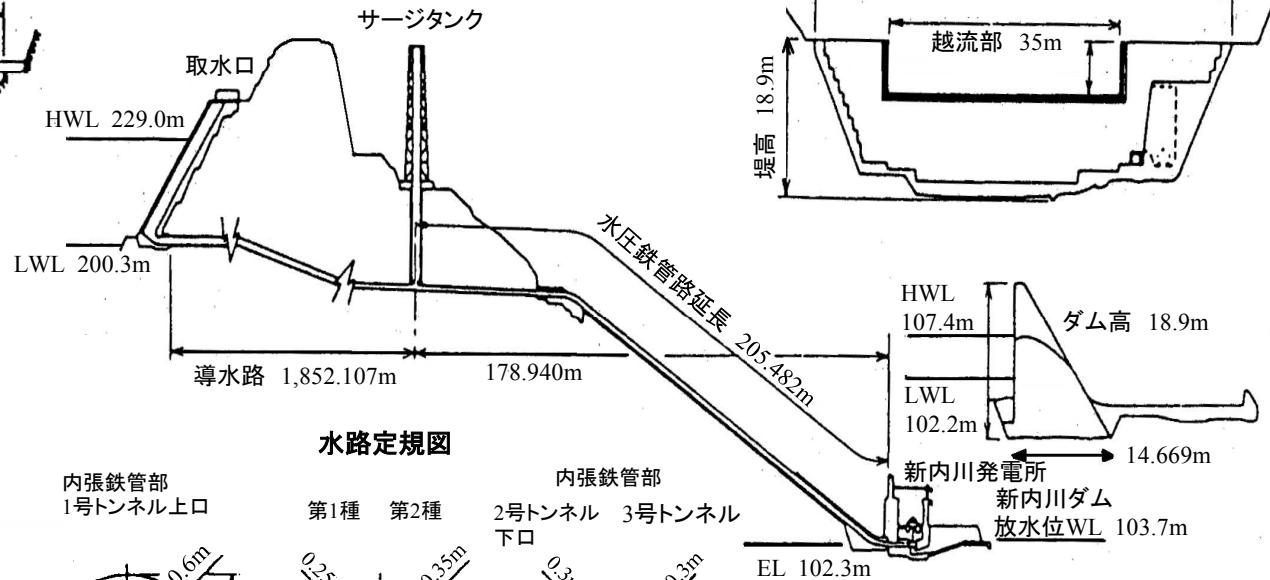 サージタンク
取水口
HWL 229.0m
LWL 200.3m
導水路 1,852.107m
178.940m
水圧鉄管路延長 205.482m
越流部 35m
堤高 18.9m
HWL
107.4m
ダム高 18.9m
LWL
102.2m
14.669m
新内川発電所
新内川ダム
放水位WL 103.7m
EL 102.3m
水路定規図
内張鉄管部
1号トンネル上口
第1種
第2種
内張鉄管部
2号トンネル
下口
3号トンネル
0.6m
0.35m
0.3m